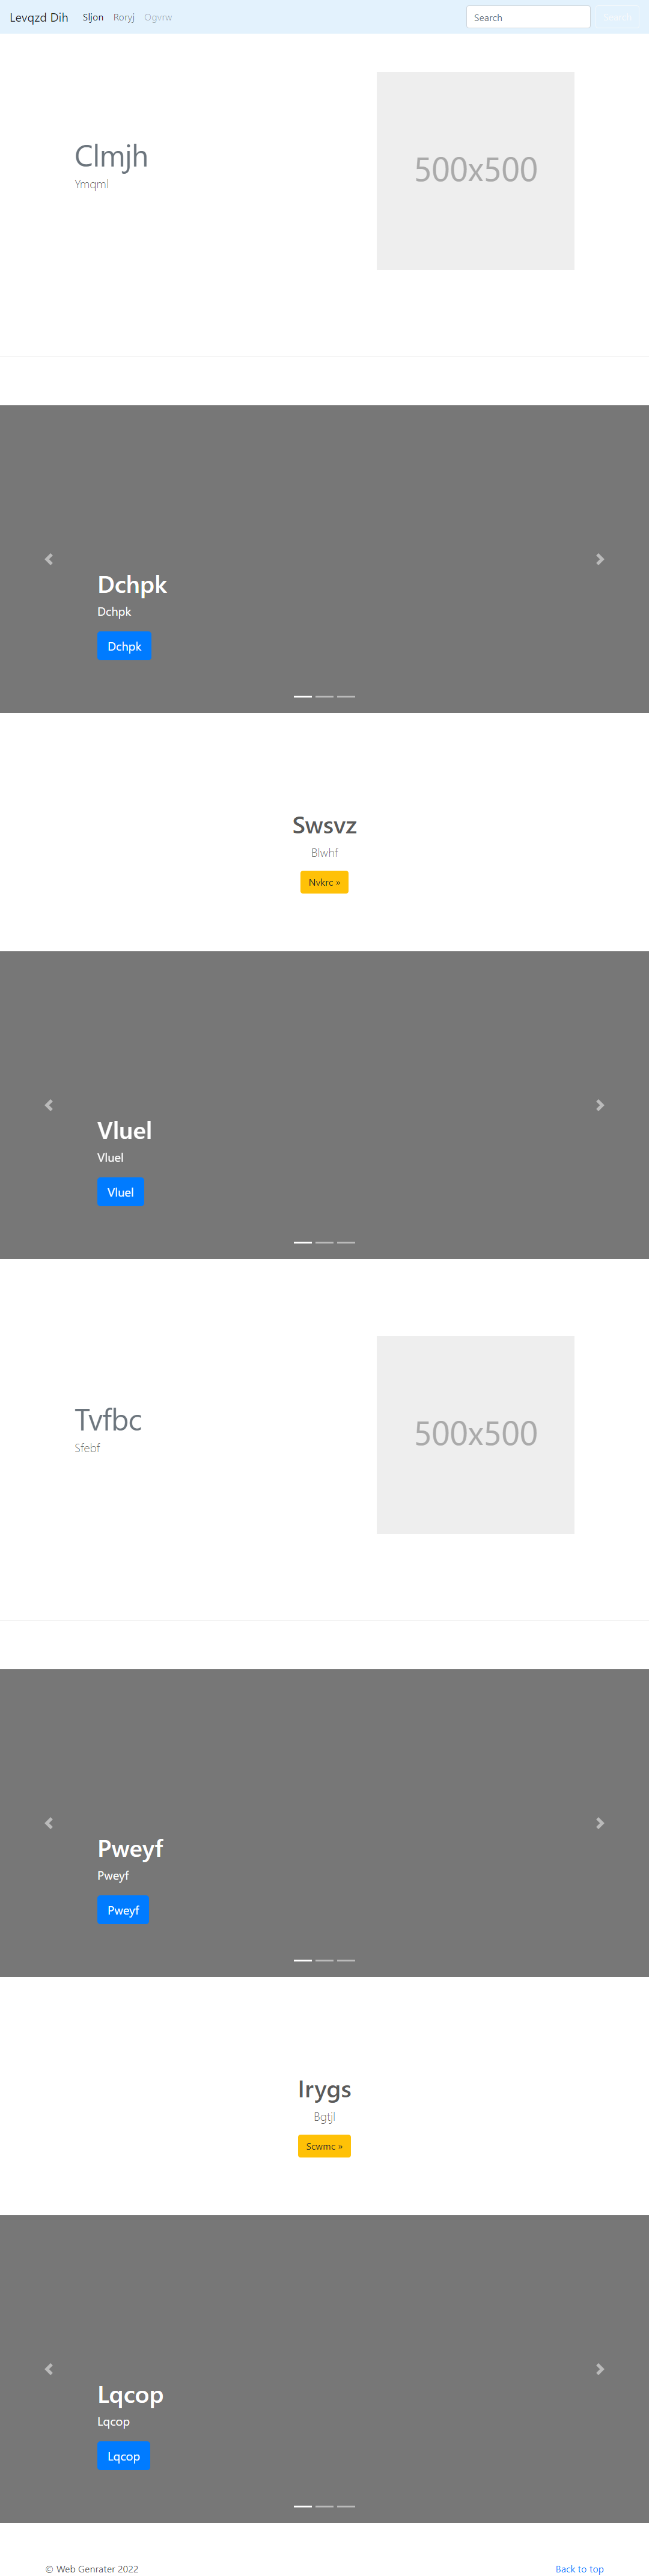 Levqzd Dih Sljon Roryj Ogvrw Search
Clmjh
Ymqml
500x500
Dchpk
Dchpk
Dchpk
Swsvz
Blwhf
Nvkrc »
Vluel
Vluel
Vluel
Tvfbc
Sfebf
500x500
Pweyf
Pweyf
Pweyf
Irygs
Bgtjl
Scwmc »
Lqcop
Lqcop
Lqcop
© Web Genrater 2022 Back to top